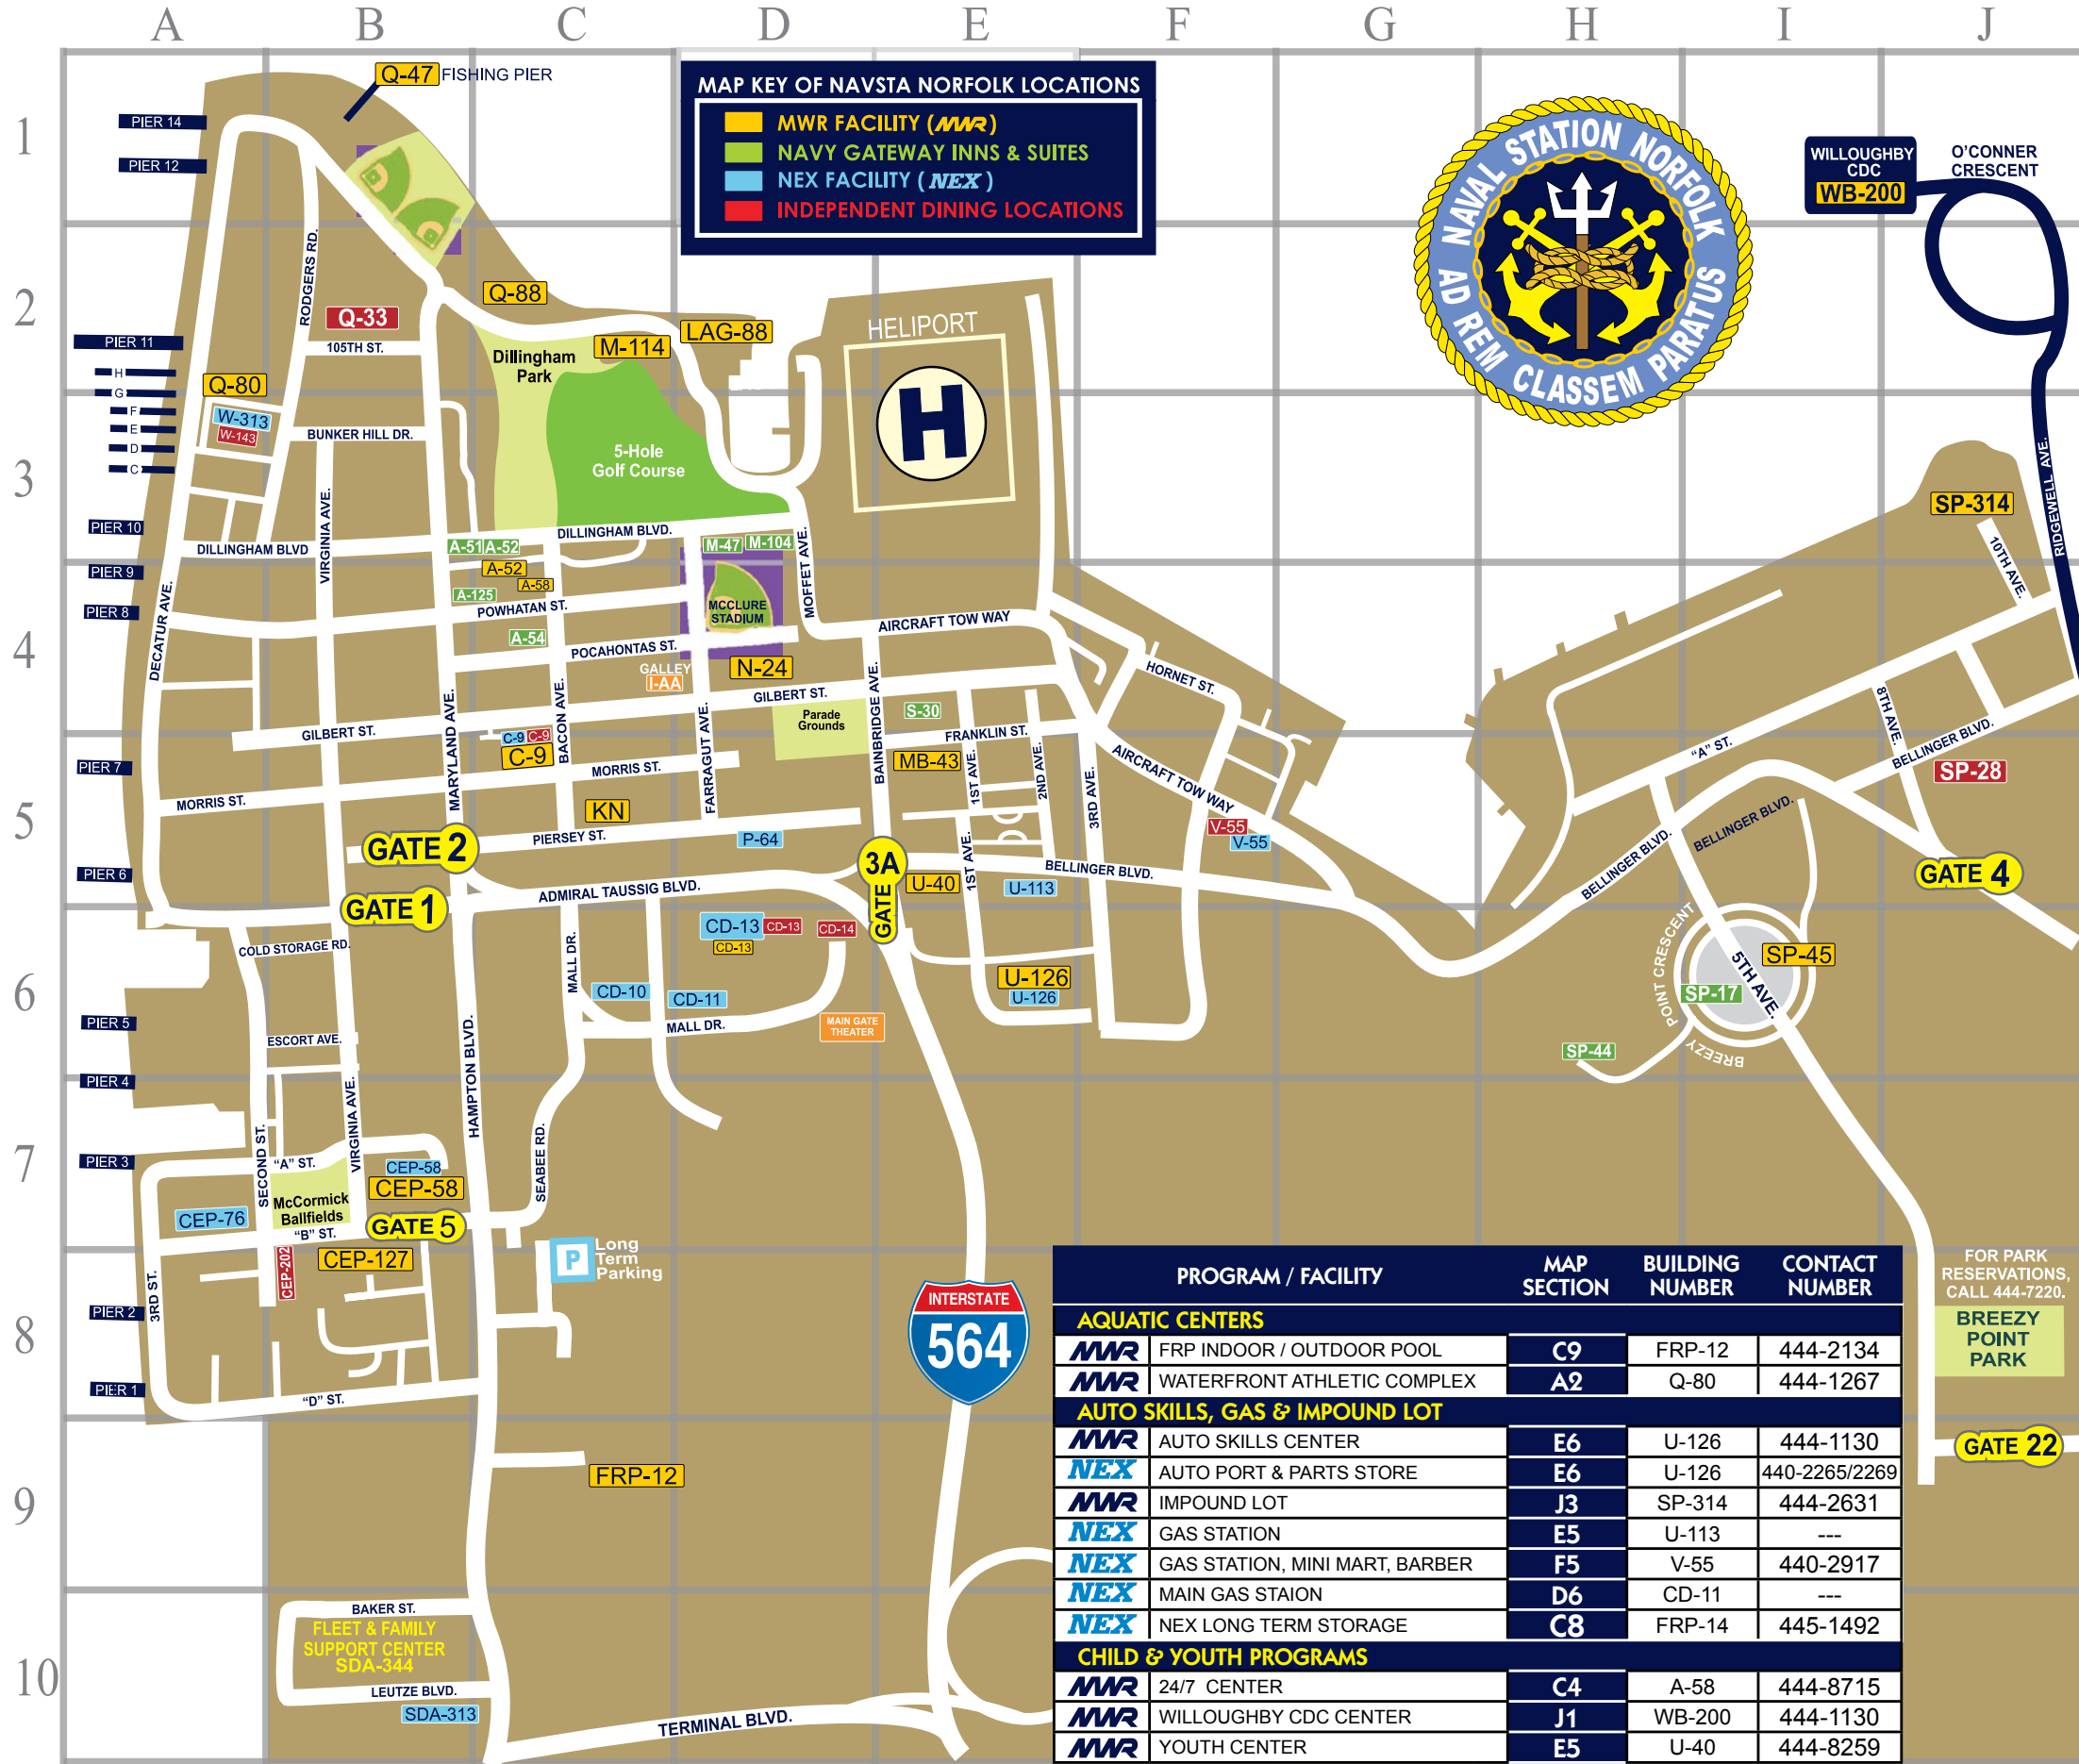 A B C D E F G H I J
1
2
3
4
5
6
7
8
9
10
Q-47 FISHING PIER
MAP KEY OF NAVSTA NORFOLK LOCATIONS
MWR FACILITY (MWR)
NAVY GATEWAY INNS & SUITES
NEX FACILITY ( NEX )
INDEPENDENT DINING LOCATIONS
NAVAL STATION NORFOLK
AD REM CLASSEM PARATUS
WILLOUGHBY
CDC
WB-200
O'CONNER
CRESCENT
PIER 14
PIER 12
RODGERS RD.
Q-33
105TH ST.
Q-88
LAG-88
M-114
Dillingham
Park
HELIPORT
H
PIER 11
H
G
F
E
D
C
Q-80
W-313
W-143
BUNKER HILL DR.
5-Hole
Golf Course
RIDGEWELL AVE.
SP-314
10TH AVE.
PIER 10
DILLINGHAM BLVD
DILLINGHAM BLVD.
VIRGINIA AVE.
A-51
A-52
M-47
M-104
MOFFET AVE.
PIER 9
A-52
A-58
PIER 8
A-125
POWHATAN ST.
MCCLURE
STADIUM
DECATUR AVE.
A-54
POCAHONTAS ST.
AIRCRAFT TOW WAY
GALLEY
I-AA
N-24
HORNET ST.
GILBERT ST.
BAINBRIDGE AVE.
MARYLAND AVE.
BACON AVE.
FARRAGUT AVE.
Parade
Grounds
S-30
8TH AVE.
GILBERT ST.
C-9
C-9
C-9
FRANKLIN ST.
"A" ST.
BELLINGER BLVD.
PIER 7
MORRIS ST.
MB-43
1ST AVE.
2ND AVE.
3RD AVE.
AIRCRAFT TOW WAY
SP-28
MORRIS ST.
KN
PIERSEY ST.
P-64
V-55
V-55
BELLINGER BLVD.
BELLINGER BLVD.
GATE 2
3A
GATE
1ST AVE.
BELLINGER BLVD.
GATE 4
PIER 6
U-40
U-113
ADMIRAL TAUSSIG BLVD.
GATE 1
CD-13
CD-13
CD-14
CD-13
COLD STORAGE RD.
MALL DR.
U-126
U-126
POINT CRESCENT
BREEZY
5TH AVE.
SP-45
SP-17
CD-10
CD-11
PIER 5
MALL DR.
MAIN GATE
THEATER
ESCORT AVE.
SP-44
HAMPTON BLVD.
PIER 4
VIRGINIA AVE.
SECOND ST.
SEABEE RD.
PIER 3
"A" ST.
CEP-58
CEP-58
McCormick
Ballfields
CEP-76
GATE 5
"B" ST.
CEP-127
CEP-202
P
Long
Term
Parking
3RD ST.
PIER 2
PIER 1
"D" ST.
INTERSTATE
564
FOR PARK
RESERVATIONS,
CALL 444-7220.
BREEZY
POINT
PARK
GATE 22
FRP-12
BAKER ST.
FLEET & FAMILY
SUPPORT CENTER
SDA-344
LEUTZE BLVD.
SDA-313
TERMINAL BLVD.
PROGRAM / FACILITY MAP SECTION BUILDING NUMBER CONTACT NUMBER
AQUATIC CENTERS
MWR FRP INDOOR / OUTDOOR POOL C9 FRP-12 444-2134
MWR WATERFRONT ATHLETIC COMPLEX A2 Q-80 444-1267
AUTO SKILLS, GAS & IMPOUND LOT
MWR AUTO SKILLS CENTER E6 U-126 444-1130
NEX AUTO PORT & PARTS STORE E6 U-126 440-2265/2269
MWR IMPOUND LOT J3 SP-314 444-2631
NEX GAS STATION E5 U-113 ---
NEX GAS STATION, MINI MART, BARBER F5 V-55 440-2917
NEX MAIN GAS STAION D6 CD-11 ---
NEX NEX LONG TERM STORAGE C8 FRP-14 445-1492
CHILD & YOUTH PROGRAMS
MWR 24/7 CENTER C4 A-58 444-8715
MWR WILLOUGHBY CDC CENTER J1 WB-200 444-1130
MWR YOUTH CENTER E5 U-40 444-8259